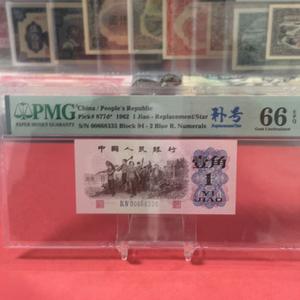 PMG
PAPER MONEY GUARANTY
China / People's Republic
Pick# 877d* 1962 1 Jiao - Replacement/Star
S/N 00668335 Block 94 - 2 Blue R. Numerals
补号
Replacement/Star
66 EPQ
Gem Uncirculated
中国人民银行
壹角
1
YI JIAO